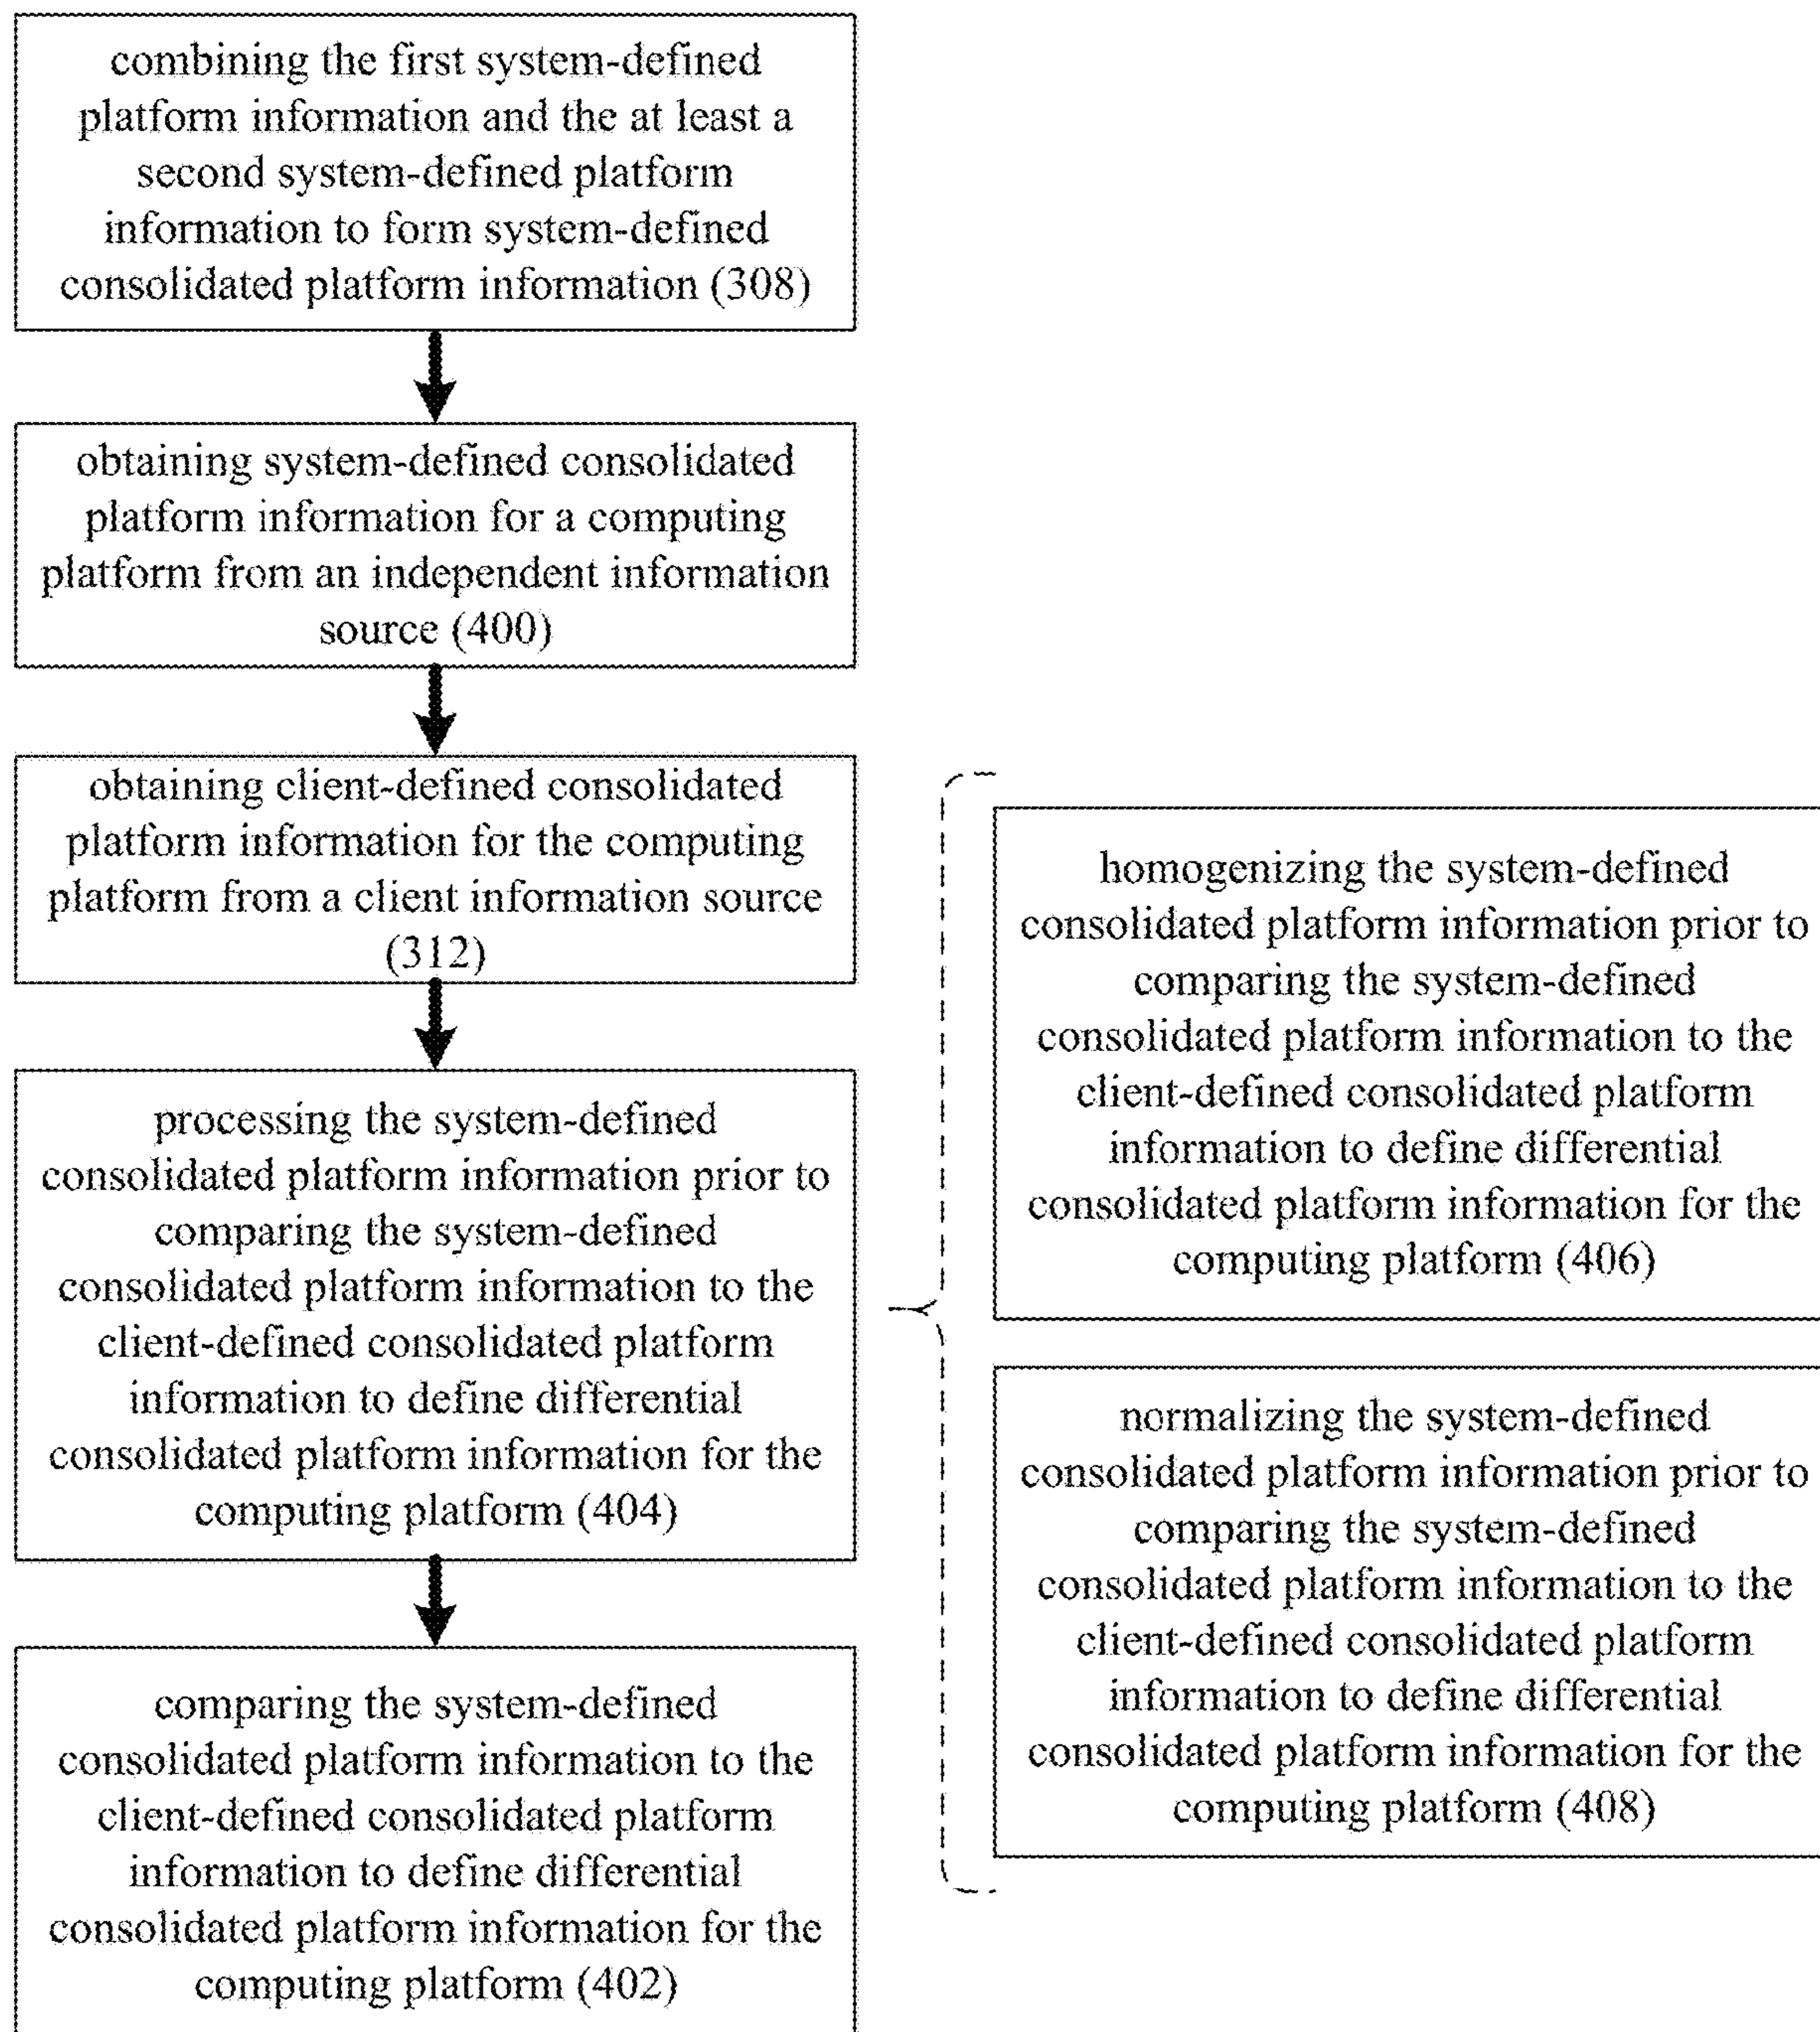 combining the first system-defined
platform information and the at least a
second system-defined platform
information to form system-defined
consolidated platform information (308)
obtaining system-defined consolidated
platform information for a computing
platform from an independent information
source (400)
obtaining client-defined consolidated
platform information for the computing
platform from a client information source
(312)
processing the system-defined
consolidated platform information prior to
comparing the system-defined
consolidated platform information to the
client-defined consolidated platform
information to define differential
consolidated platform information for the
computing platform (404)
comparing the system-defined
consolidated platform information to the
client-defined consolidated platform
information to define differential
consolidated platform information for the
computing platform (402)
homogenizing the system-defined
consolidated platform information prior to
comparing the system-defined
consolidated platform information to the
client-defined consolidated platform
information to define differential
consolidated platform information for the
computing platform (406)
normalizing the system-defined
consolidated platform information prior to
comparing the system-defined
consolidated platform information to the
client-defined consolidated platform
information to define differential
consolidated platform information for the
computing platform (408)